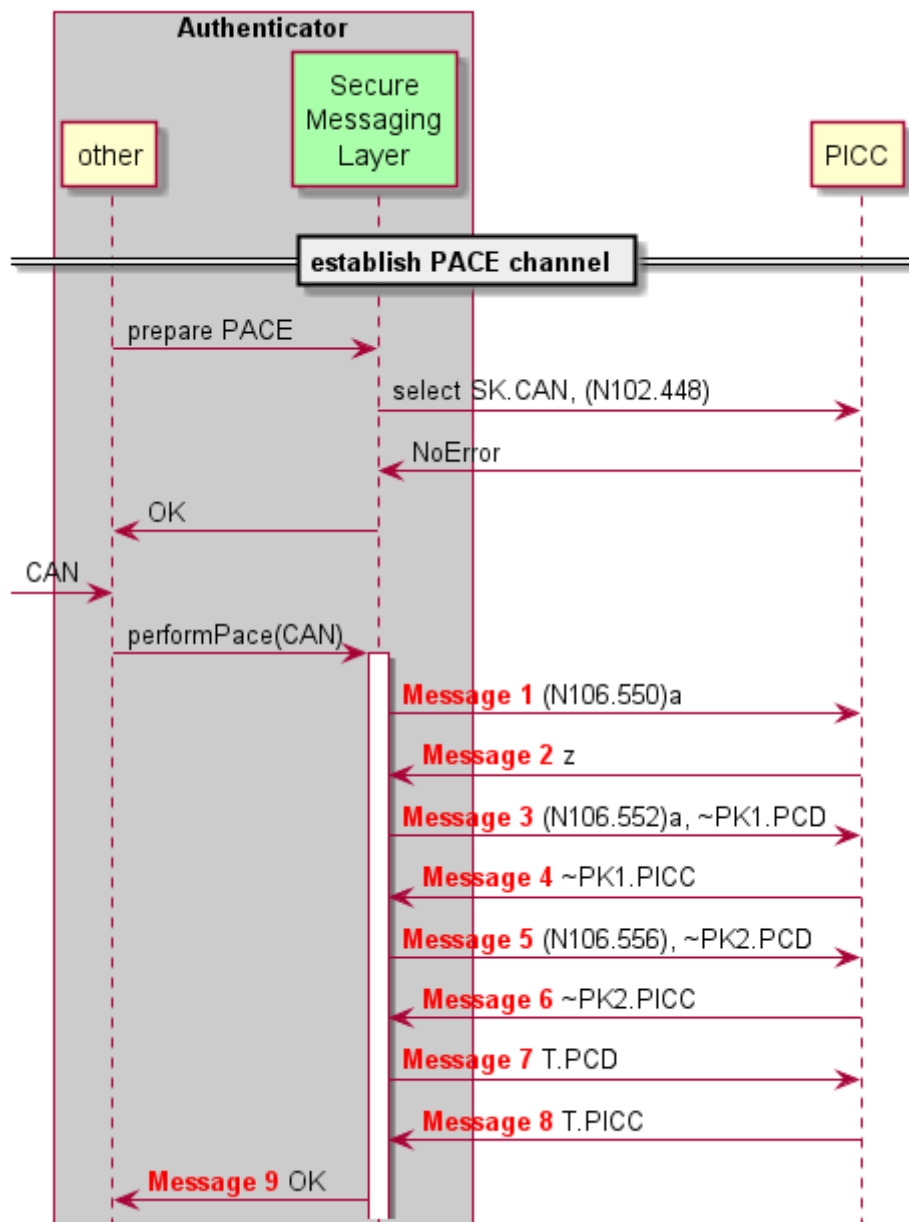 Authenticator
Secure
Messaging
Layer
other
PICC
establish PACE channel
prepare PACE
select SK.CAN, (N102.448)
NoError
OK
CAN
performPace(CAN)
Message 1 (N106.550)a
Message 2 z
Message 3 (N106.552)a, ~PK1.PCD
Message 4 ~PK1.PICC
Message 5 (N106.556), ~PK2.PCD
Message 6 ~PK2.PICC
Message 7 T.PCD
Message 8 T.PICC
Message 9 OK